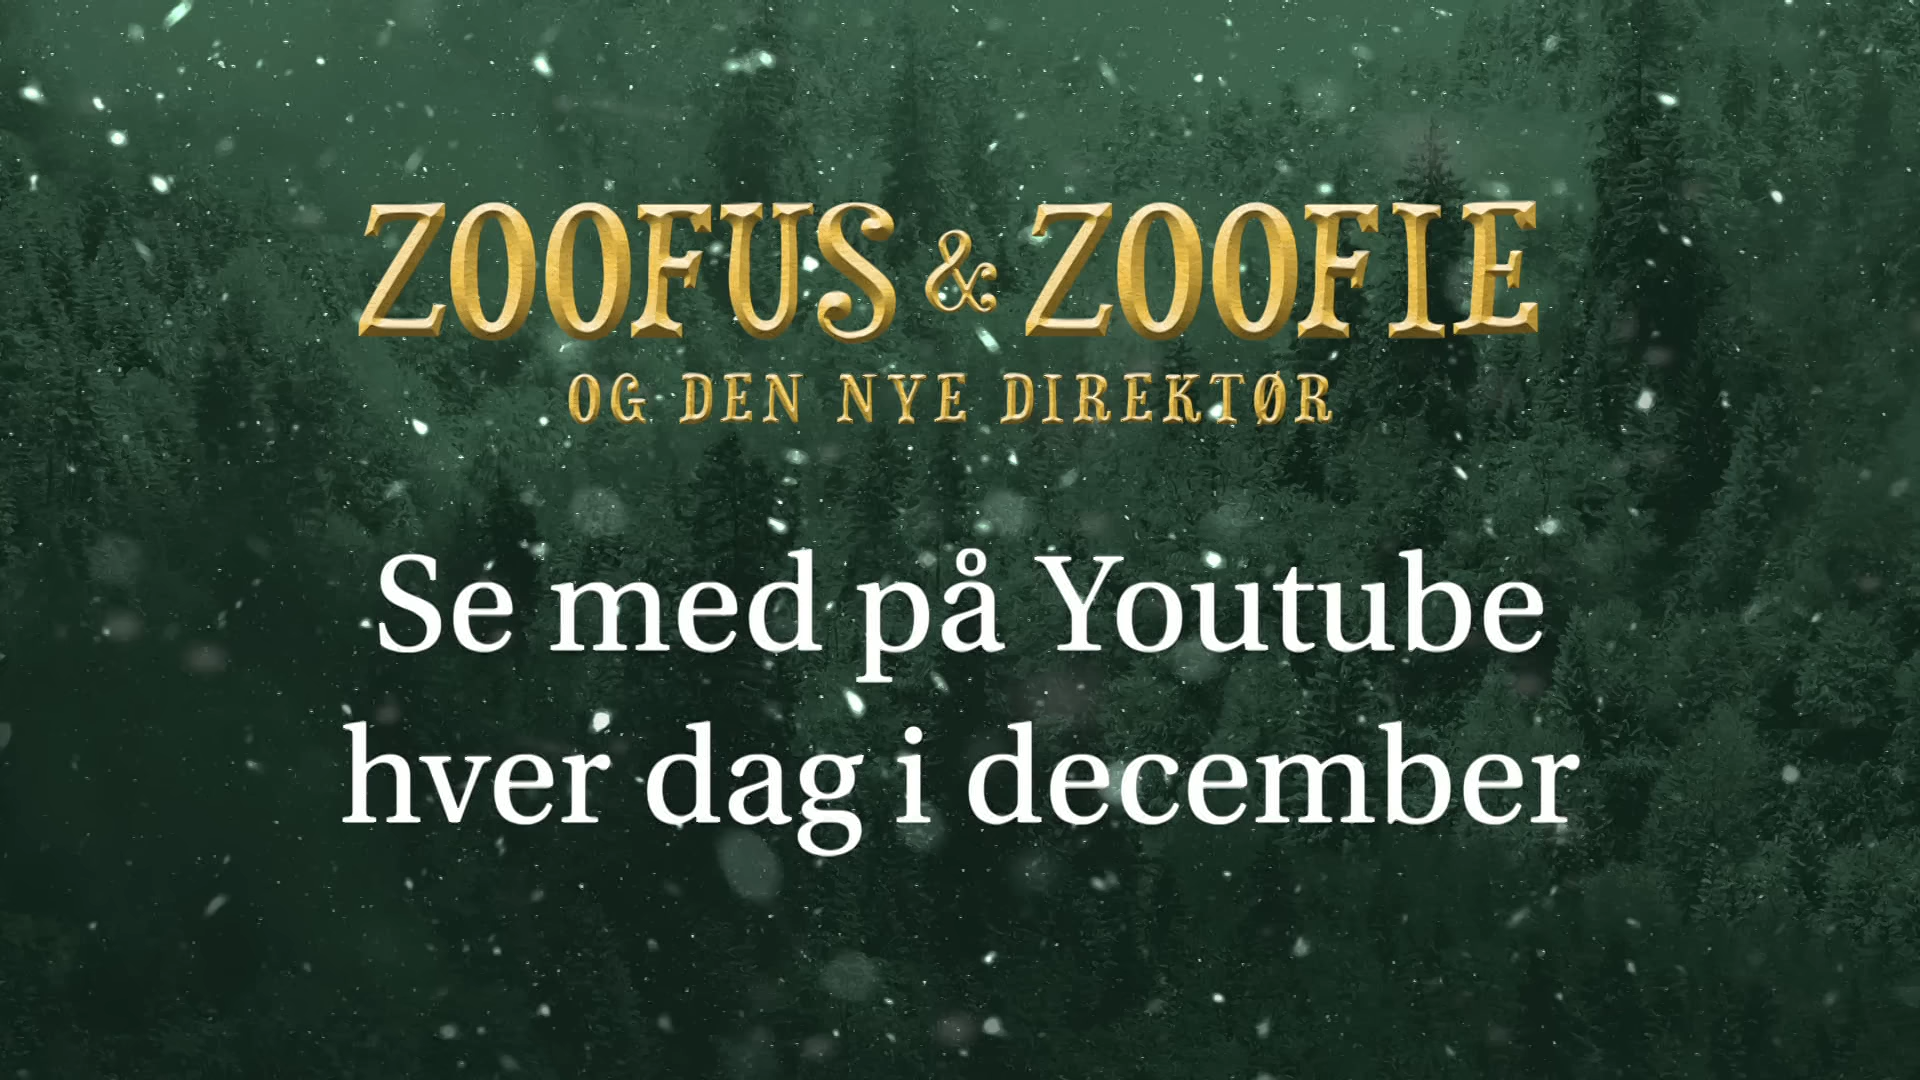 ZOOFUS & ZOOFIE
OG DEN NYE DIREKTØR
Se med på Youtube
hver dag i december